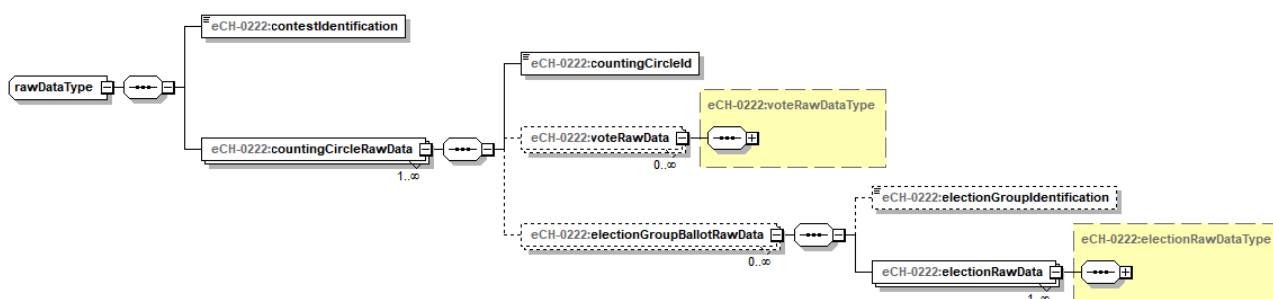 eCH-0222:contestIdentification
rawDataType
eCH-0222:countingCircleRawData
1..∞
eCH-0222:countingCircleId
eCH-0222:voteRawDataType
eCH-0222:voteRawData
0..∞
eCH-0222:electionGroupBallotRawData
0..∞
eCH-0222:electionGroupIdentification
eCH-0222:electionRawDataType
eCH-0222:electionRawData
1..∞